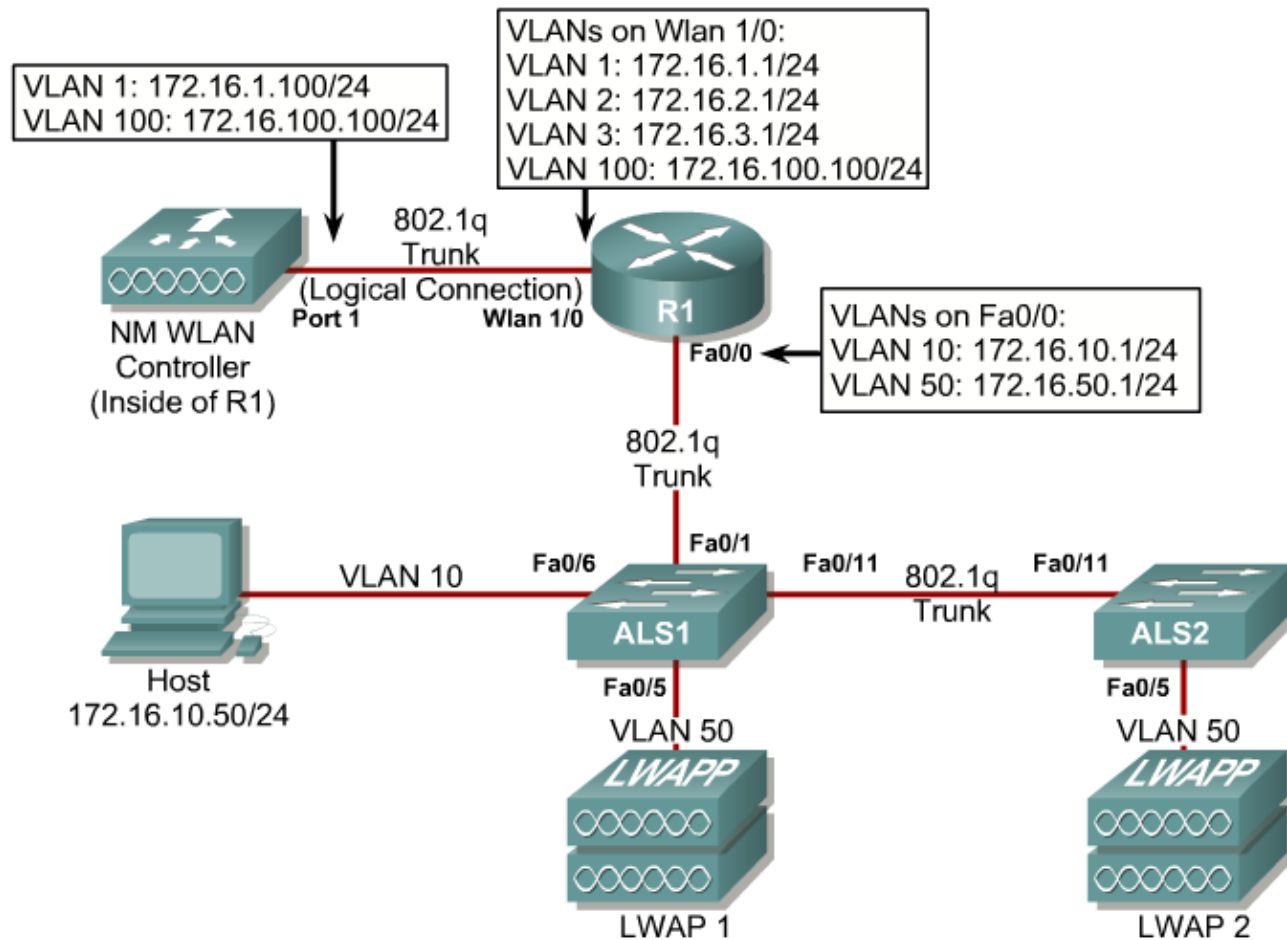 VLANs on Wlan 1/0:
VLAN 1: 172.16.1.1/24
VLAN 2: 172.16.2.1/24
VLAN 3: 172.16.3.1/24
VLAN 100: 172.16.100.100/24
VLAN 1: 172.16.1.100/24
VLAN 100: 172.16.100.100/24
802.1q
Trunk
(Logical Connection)
Port 1
Wlan 1/0
R1
NM WLAN
Controller
(Inside of R1)
Fa0/0
VLANs on Fa0/0:
VLAN 10: 172.16.10.1/24
VLAN 50: 172.16.50.1/24
802.1q
Trunk
Fa0/1
VLAN 10
Fa0/6
Fa0/11
802.1q
Trunk
Fa0/11
ALS1
ALS2
Host
172.16.10.50/24
Fa0/5
VLAN 50
LWAPP
LWAP 1
Fa0/5
VLAN 50
LWAPP
LWAP 2